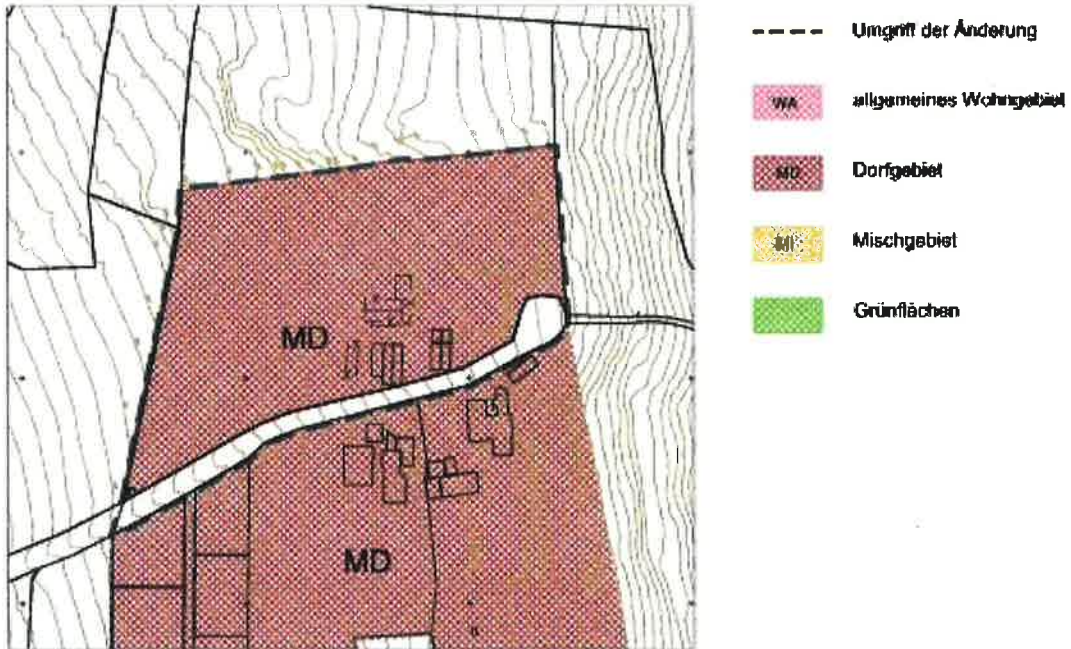 MD
MD
Umgriff der Änderung
WA allgemeines Wohngebiet
MD Dorfgebiet
MI Mischgebiet
Grünflächen